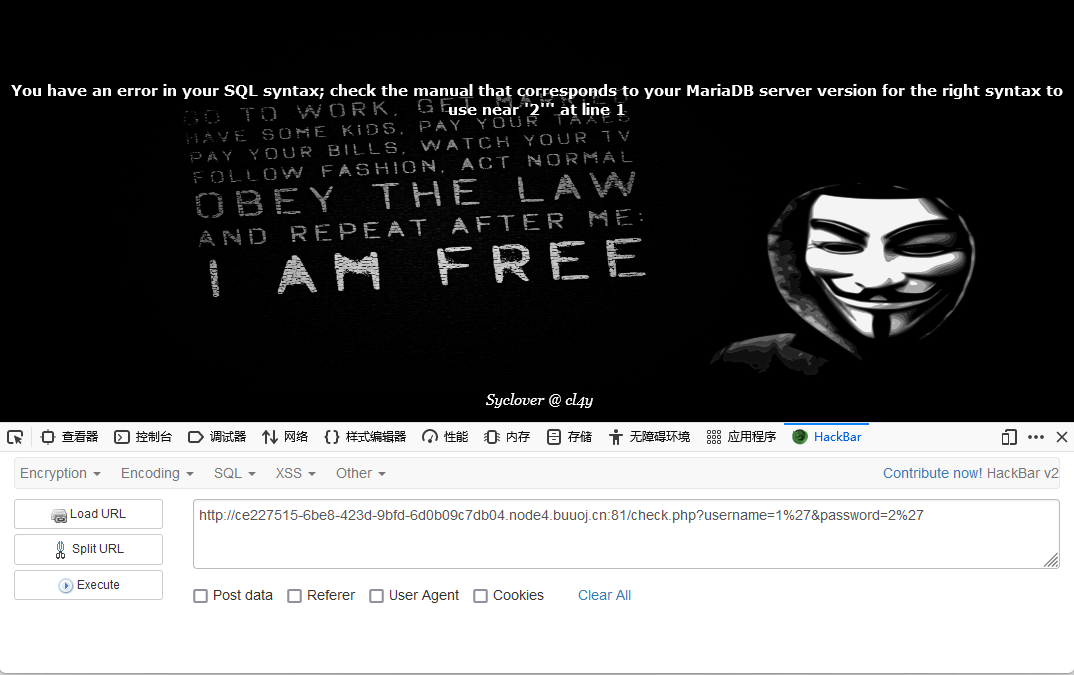 You have an error in your SQL syntax; check the manual that corresponds to your MariaDB server version for the right syntax to
use near '2''' at line 1
GO TO WORK, GET MARRIED
HAVE SOME KIDS, PAY YOUR TAXES
PAY YOUR BILLS, WATCH YOUR TV
FOLLOW FASHION, ACT NORMAL
OBEY THE LAW
AND REPEAT AFTER ME:
I AM FREE
Syclover @ cl4y
查看器 控制台 调试器 网络 样式编辑器 性能 内存 存储 无障碍环境 应用程序 HackBar
Encryption Encoding SQL XSS Other Contribute now! HackBar v2
Load URL
http://ce227515-6be8-423d-9bfd-6d0b09c7db04.node4.buuoj.cn:81/check.php?username=1%27&password=2%27
Split URL
Execute
Post data Referer User Agent Cookies Clear All